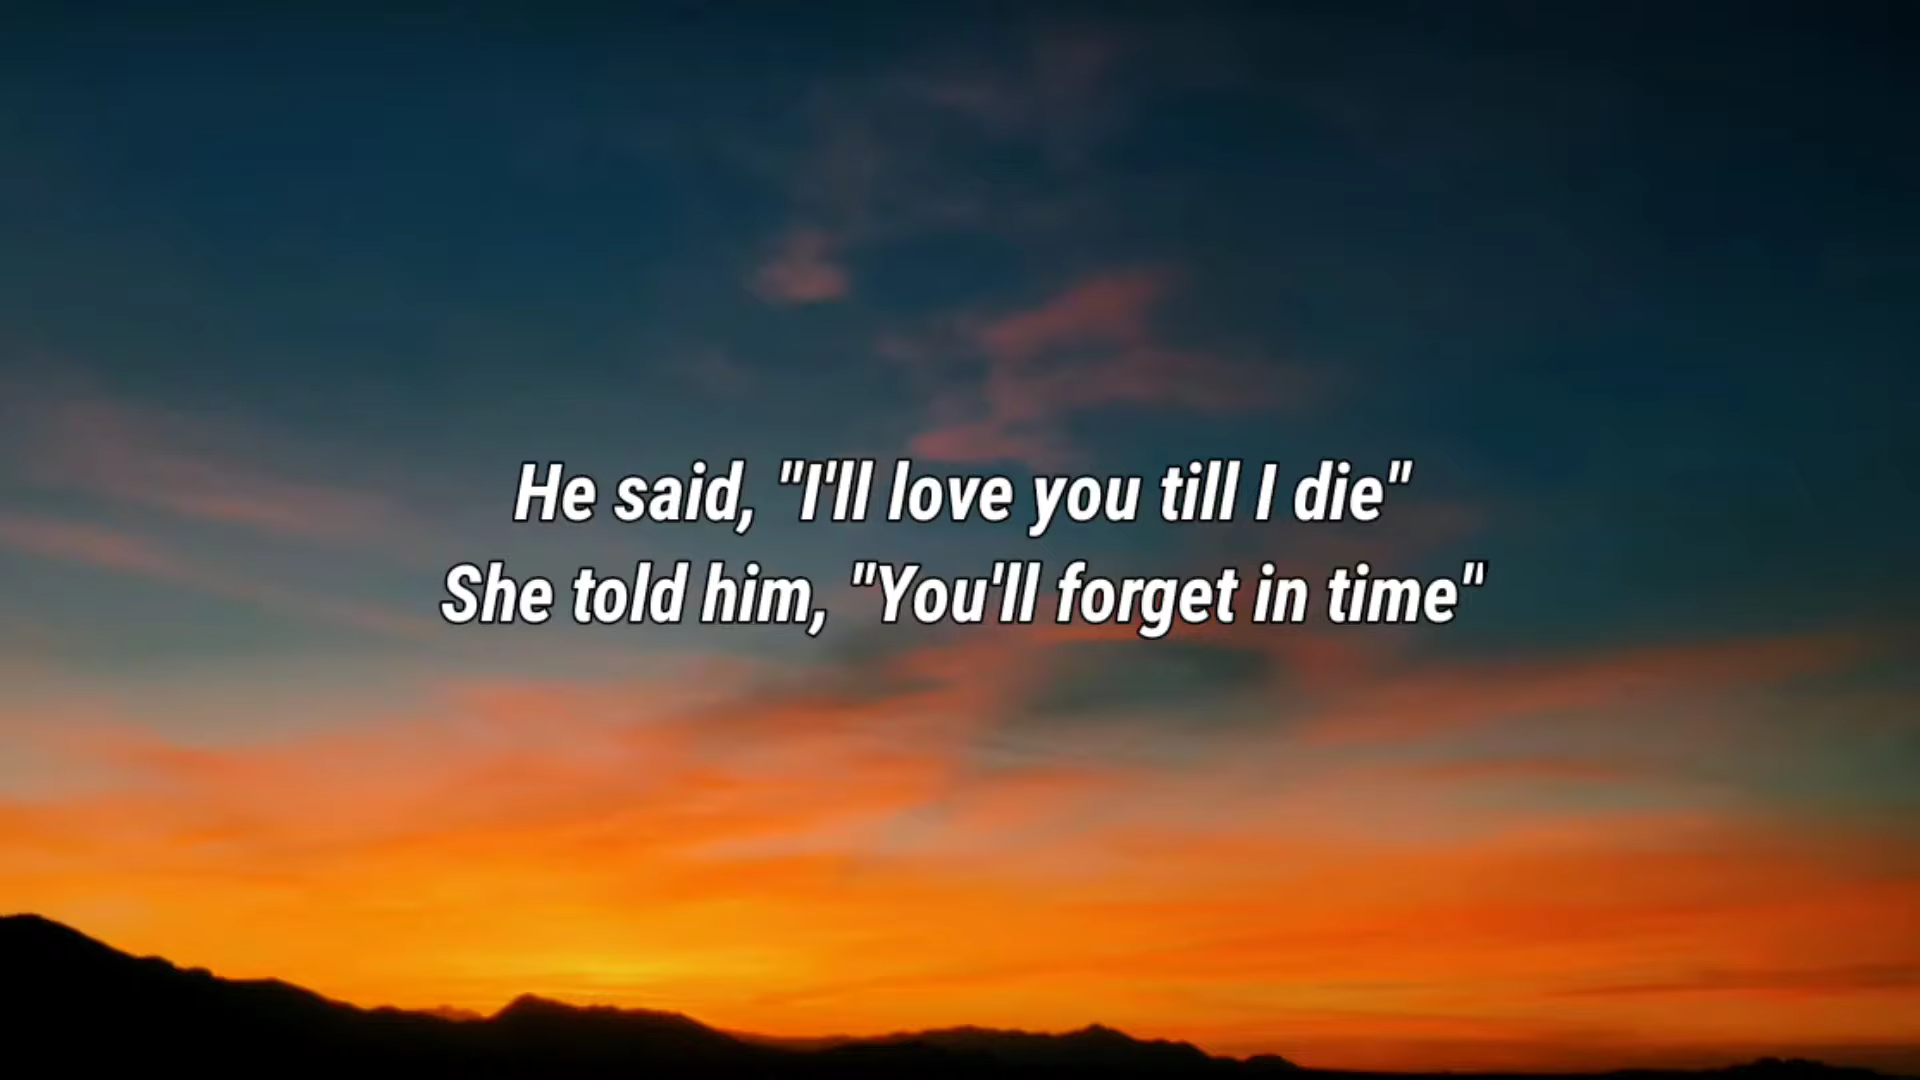 He said, "I'll love you till I die"
She told him, "You'll forget in time"